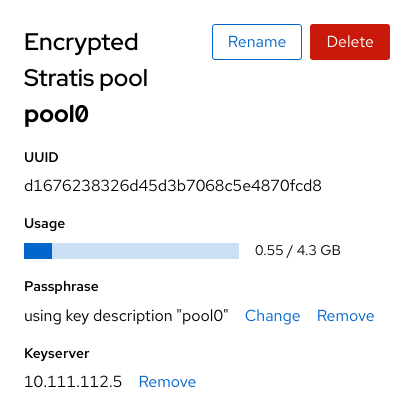 Encrypted Rename Delete
Stratis pool
pool0
UUID
d1676238326d45d3b7068c5e4870fcd8
Usage
0.55 / 4.3 GB
Passphrase
using key description "pool0" Change Remove
Keyserver
10.111.112.5 Remove